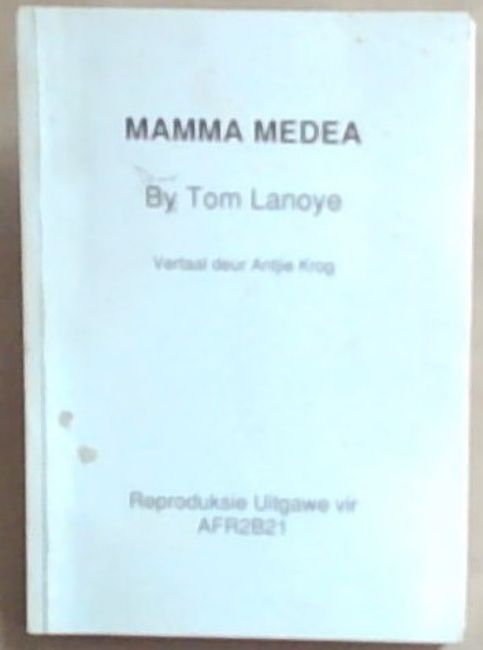 MAMMA MEDEA
By Tom Lanoye
Vertaal deur Antjie Krog
Reproduksie Uitgawe vir
AFR2B21